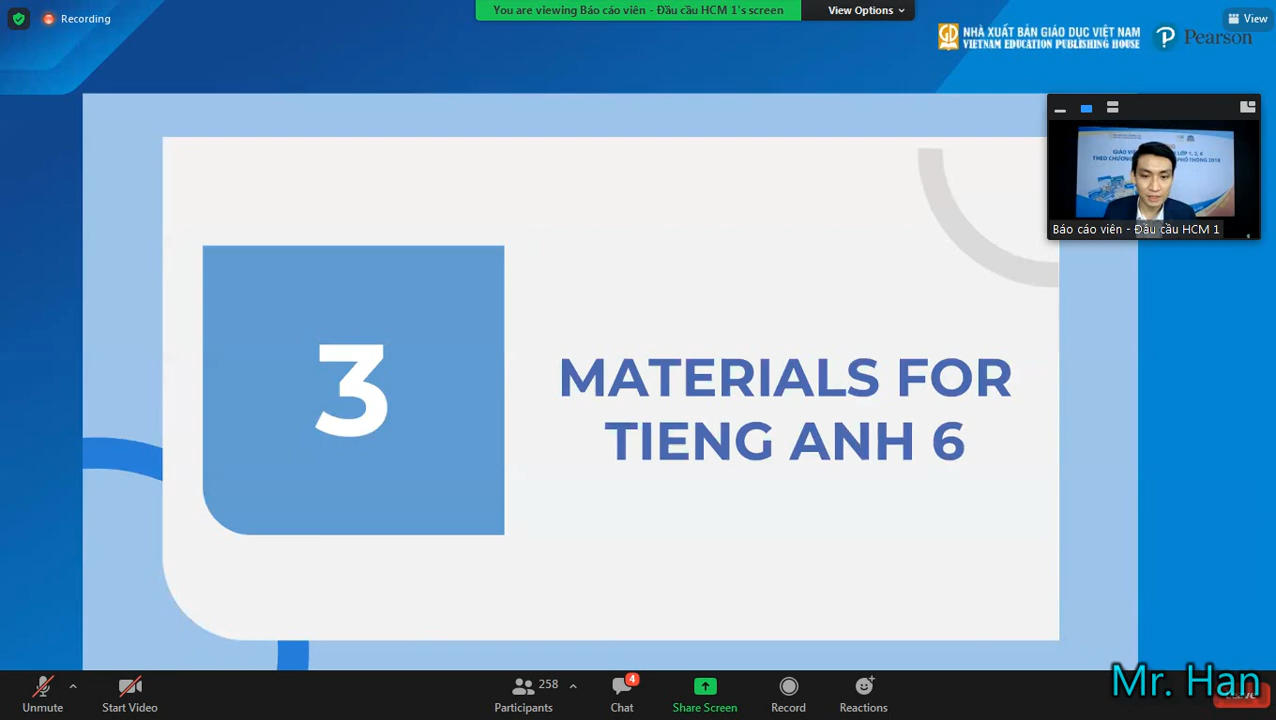 Recording
You are viewing Báo cáo viên - Đầu cầu HCM 1's screen
View Options
View
NHÀ XUẤT BẢN GIÁO DỤC VIỆT NAM
VIETNAM EDUCATION PUBLISHING HOUSE
Pearson
Báo cáo viên - Đầu cầu HCM 1
3
MATERIALS FOR
TIENG ANH 6
Mr. Han
Unmute
Start Video
258
Participants
4
Chat
Share Screen
Record
Reactions